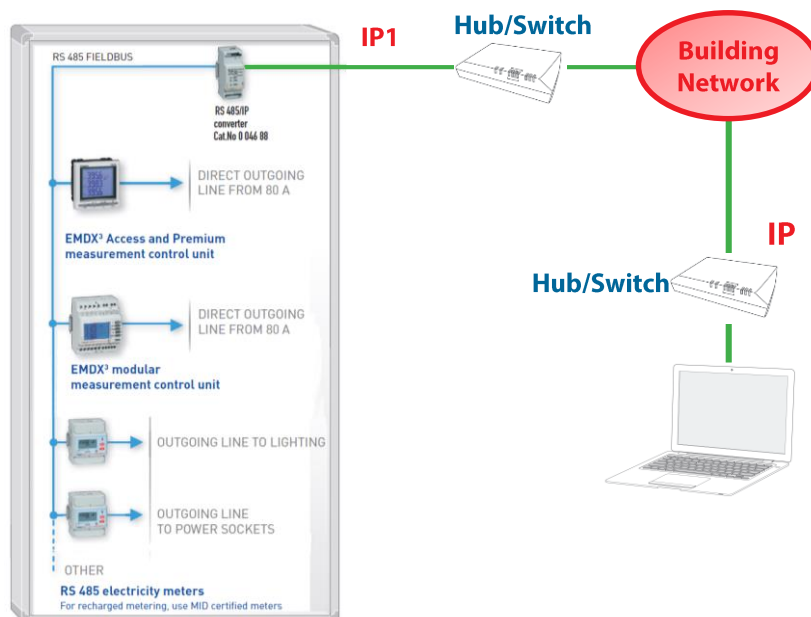 RS 485 FIELDBUS
RS 485/IP
converter
Cat.No 0 046 88
IP1
Hub/Switch
Building
Network
DIRECT OUTGOING
LINE FROM 80 A
EMDX³ Access and Premium
measurement control unit
IP
Hub/Switch
DIRECT OUTGOING
LINE FROM 80 A
EMDX³ modular
measurement control unit
OUTGOING LINE TO LIGHTING
OUTGOING LINE
TO POWER SOCKETS
OTHER
RS 485 electricity meters
For recharged metering, use MID certified meters